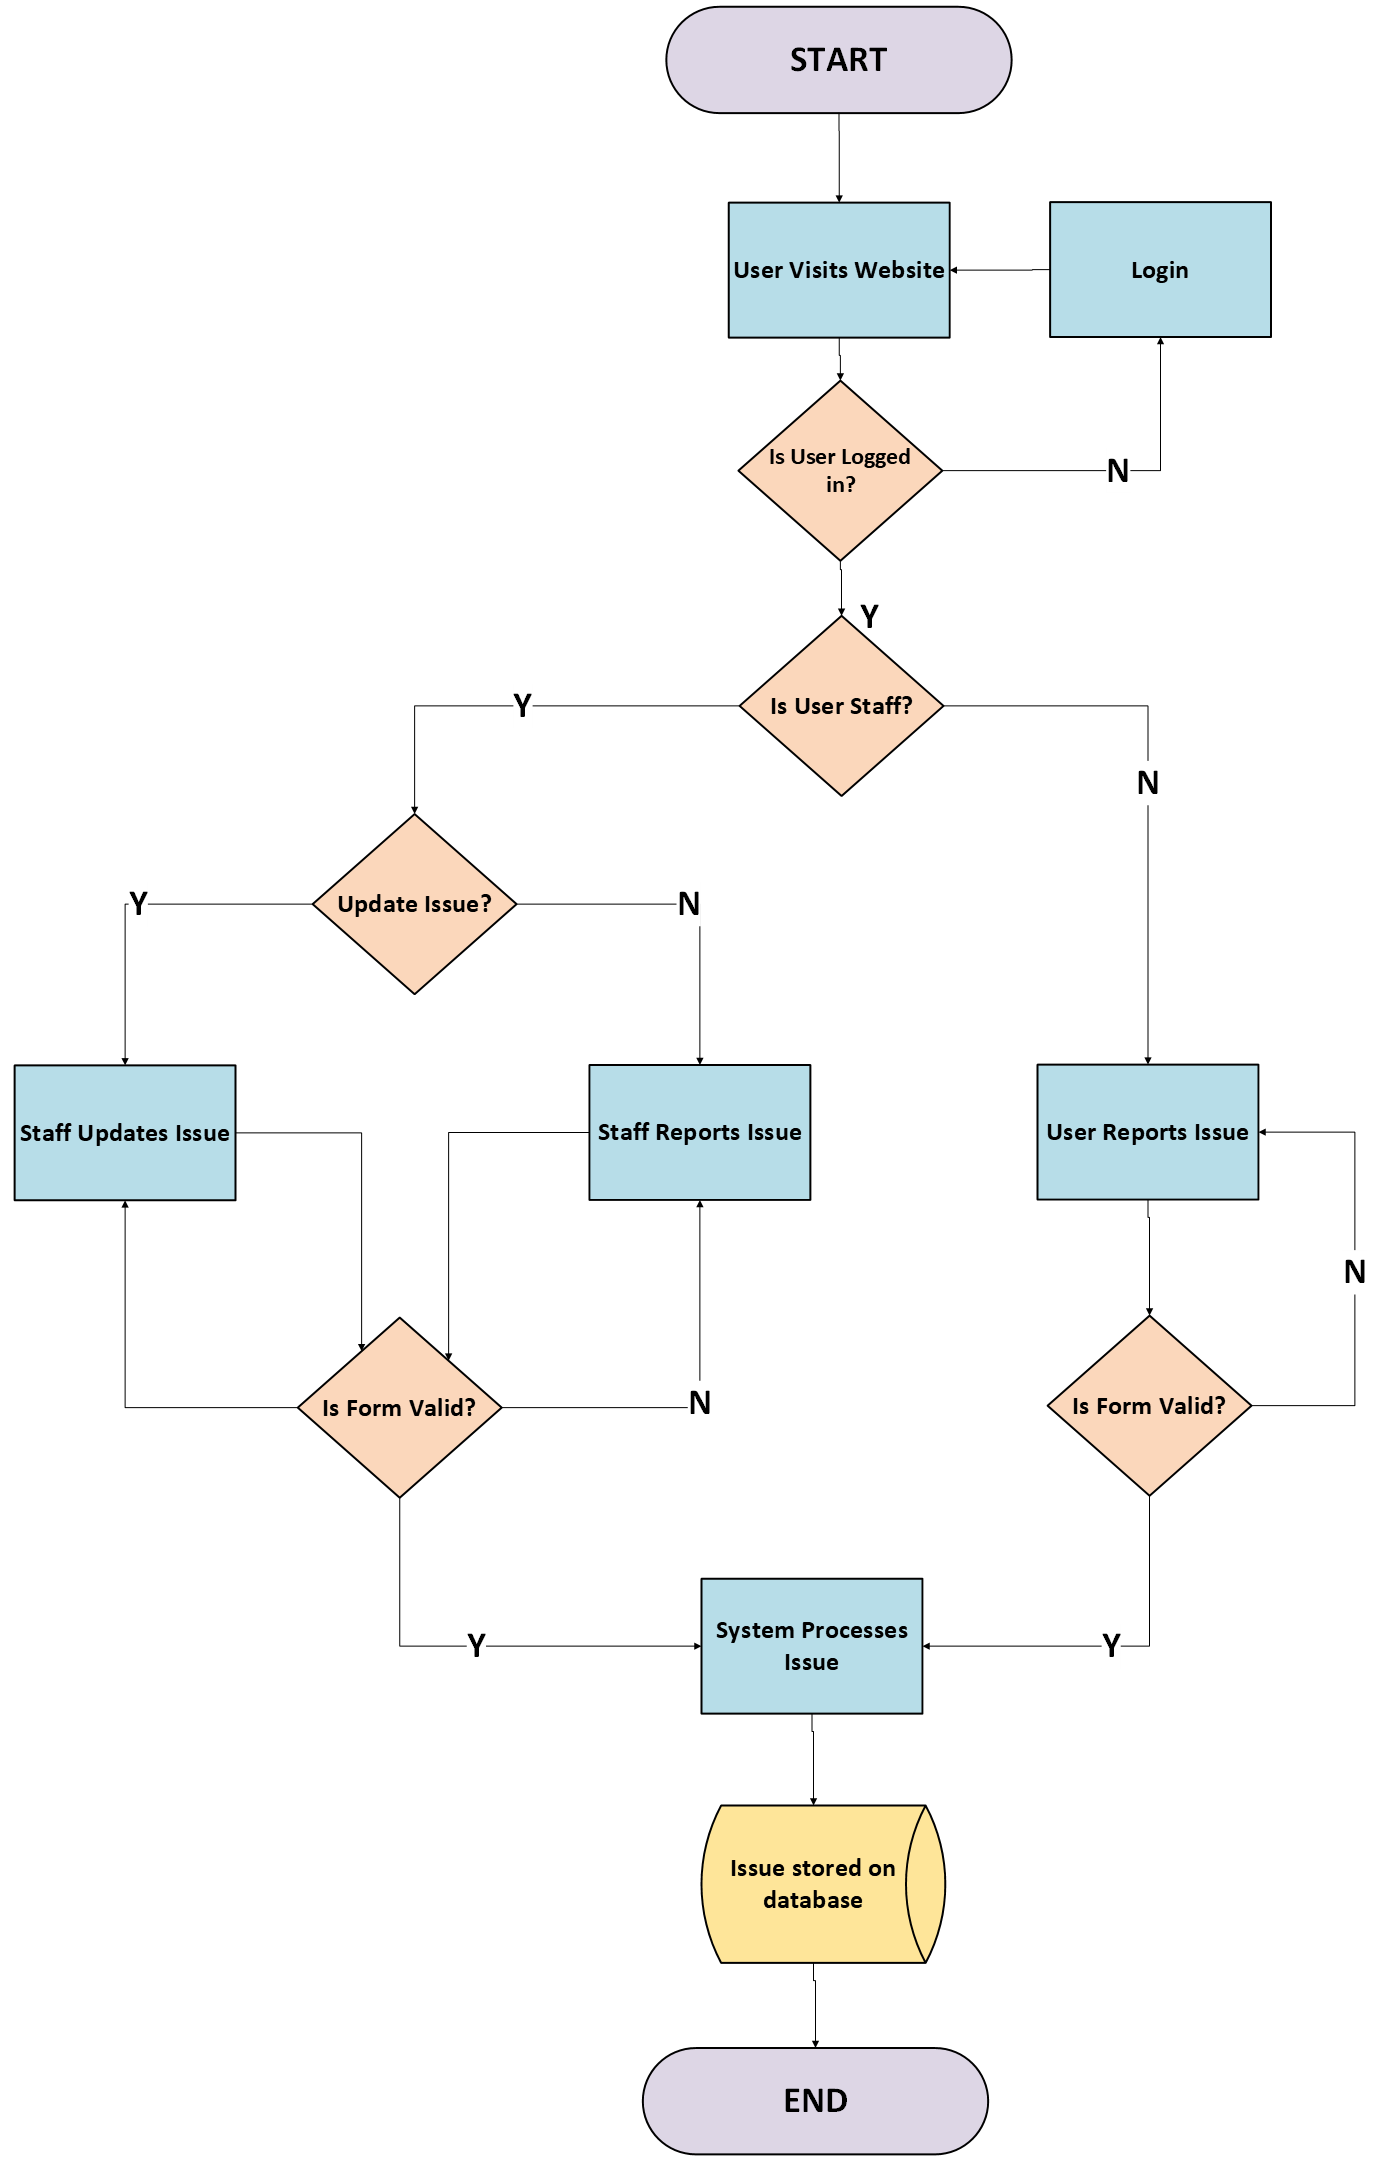 START
User Visits Website
Login
Is User Logged
in?
N
Y
Is User Staff?
Y
N
Update Issue?
Y
N
Staff Updates Issue
Staff Reports Issue
User Reports Issue
N
Is Form Valid?
N
Is Form Valid?
System Processes
Issue
Y
Y
Issue stored on
database
END